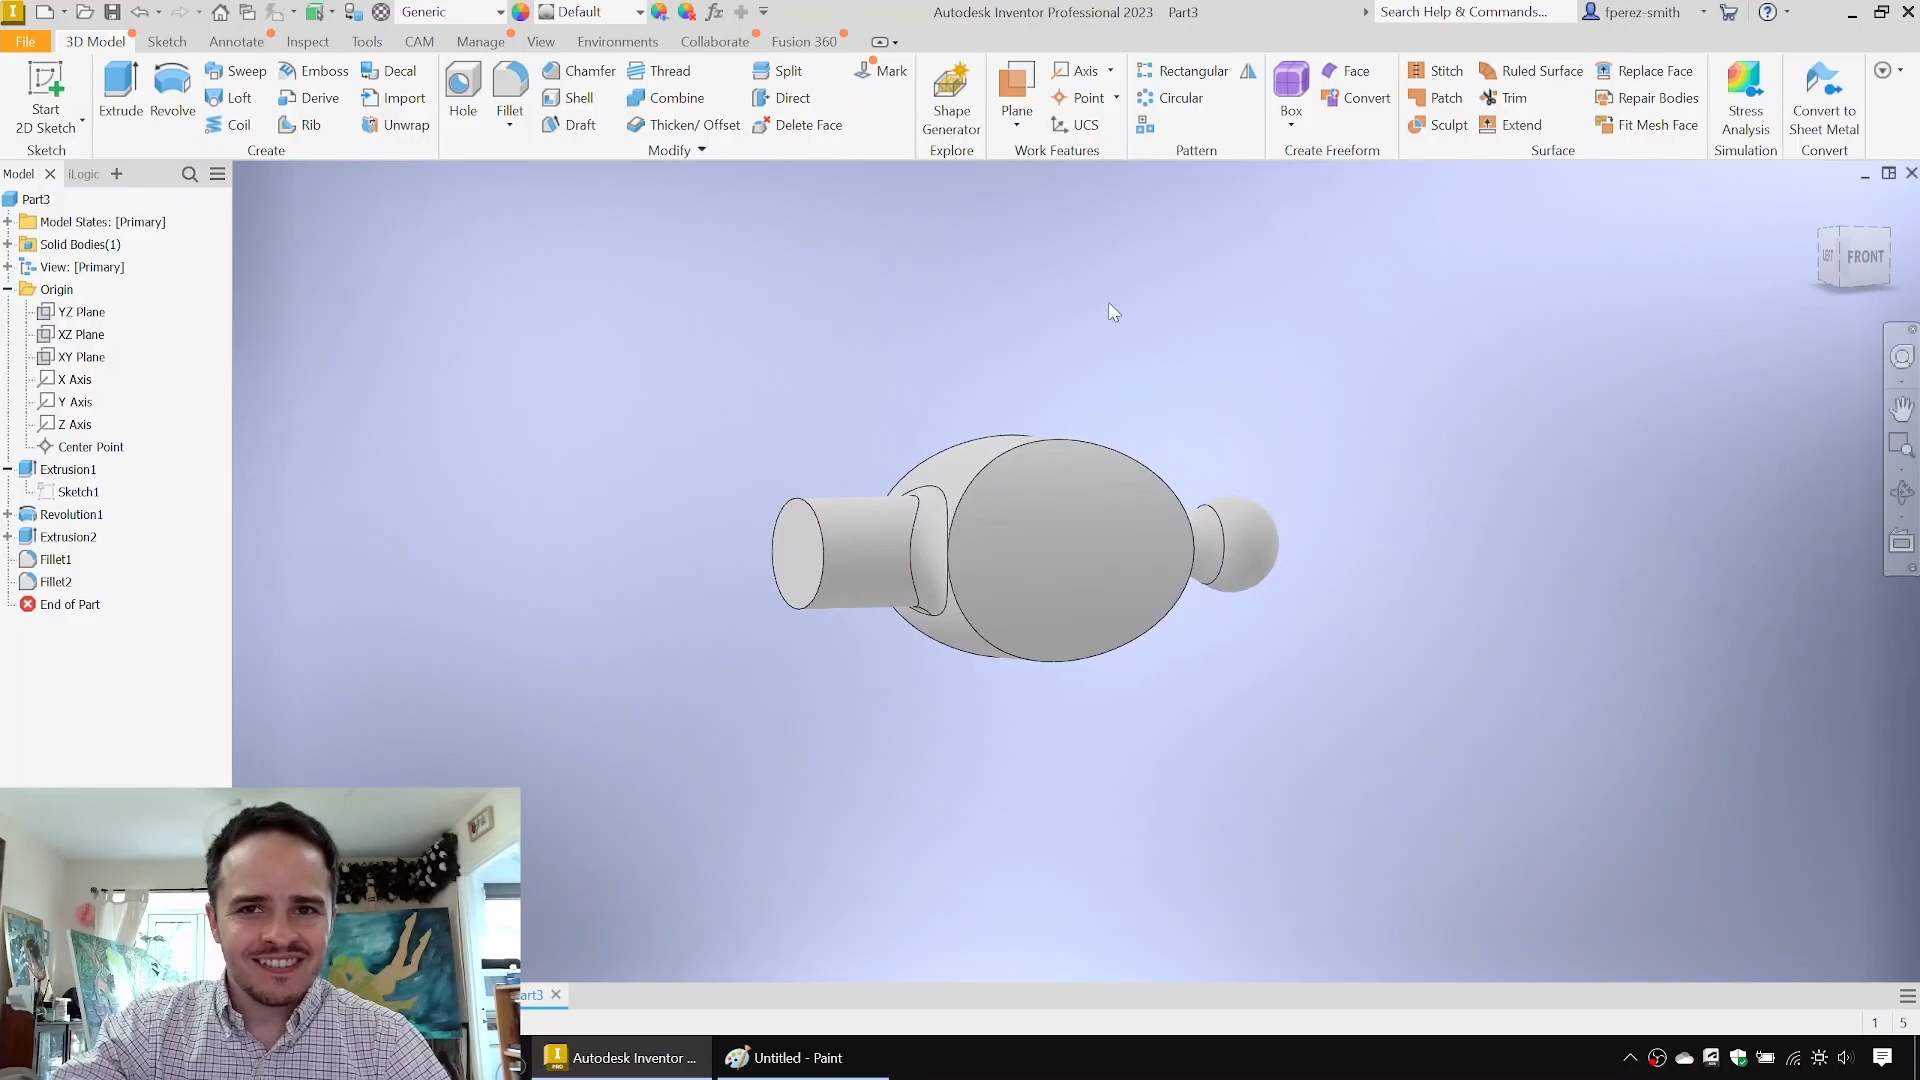 Generic
Default
Autodesk Inventor Professional 2023 Part3
Search Help & Commands...
fperez-smith
File
3D Model
Sketch
Annotate
Inspect
Tools
CAM
Manage
View
Environments
Collaborate
Fusion 360
Start
2D Sketch
Sketch
Extrude
Revolve
Sweep
Loft
Coil
Emboss
Derive
Rib
Decal
Import
Unwrap
Create
Hole
Fillet
Chamfer
Shell
Draft
Thread
Combine
Thicken/ Offset
Split
Direct
Delete Face
Mark
Modify
Shape
Generator
Explore
Plane
Axis
Point
UCS
Work Features
Rectangular
Circular
Pattern
Box
Face
Convert
Create Freeform
Stitch
Patch
Sculpt
Ruled Surface
Trim
Extend
Replace Face
Repair Bodies
Fit Mesh Face
Surface
Stress
Analysis
Simulation
Convert to
Sheet Metal
Convert
Model
iLogic
Part3
Model States: [Primary]
Solid Bodies(1)
View: [Primary]
Origin
YZ Plane
XZ Plane
XY Plane
X Axis
Y Axis
Z Axis
Center Point
Extrusion1
Sketch1
Revolution1
Extrusion2
Fillet1
Fillet2
End of Part
LEFT
FRONT
art3
1 5
Autodesk Inventor ...
Untitled - Paint